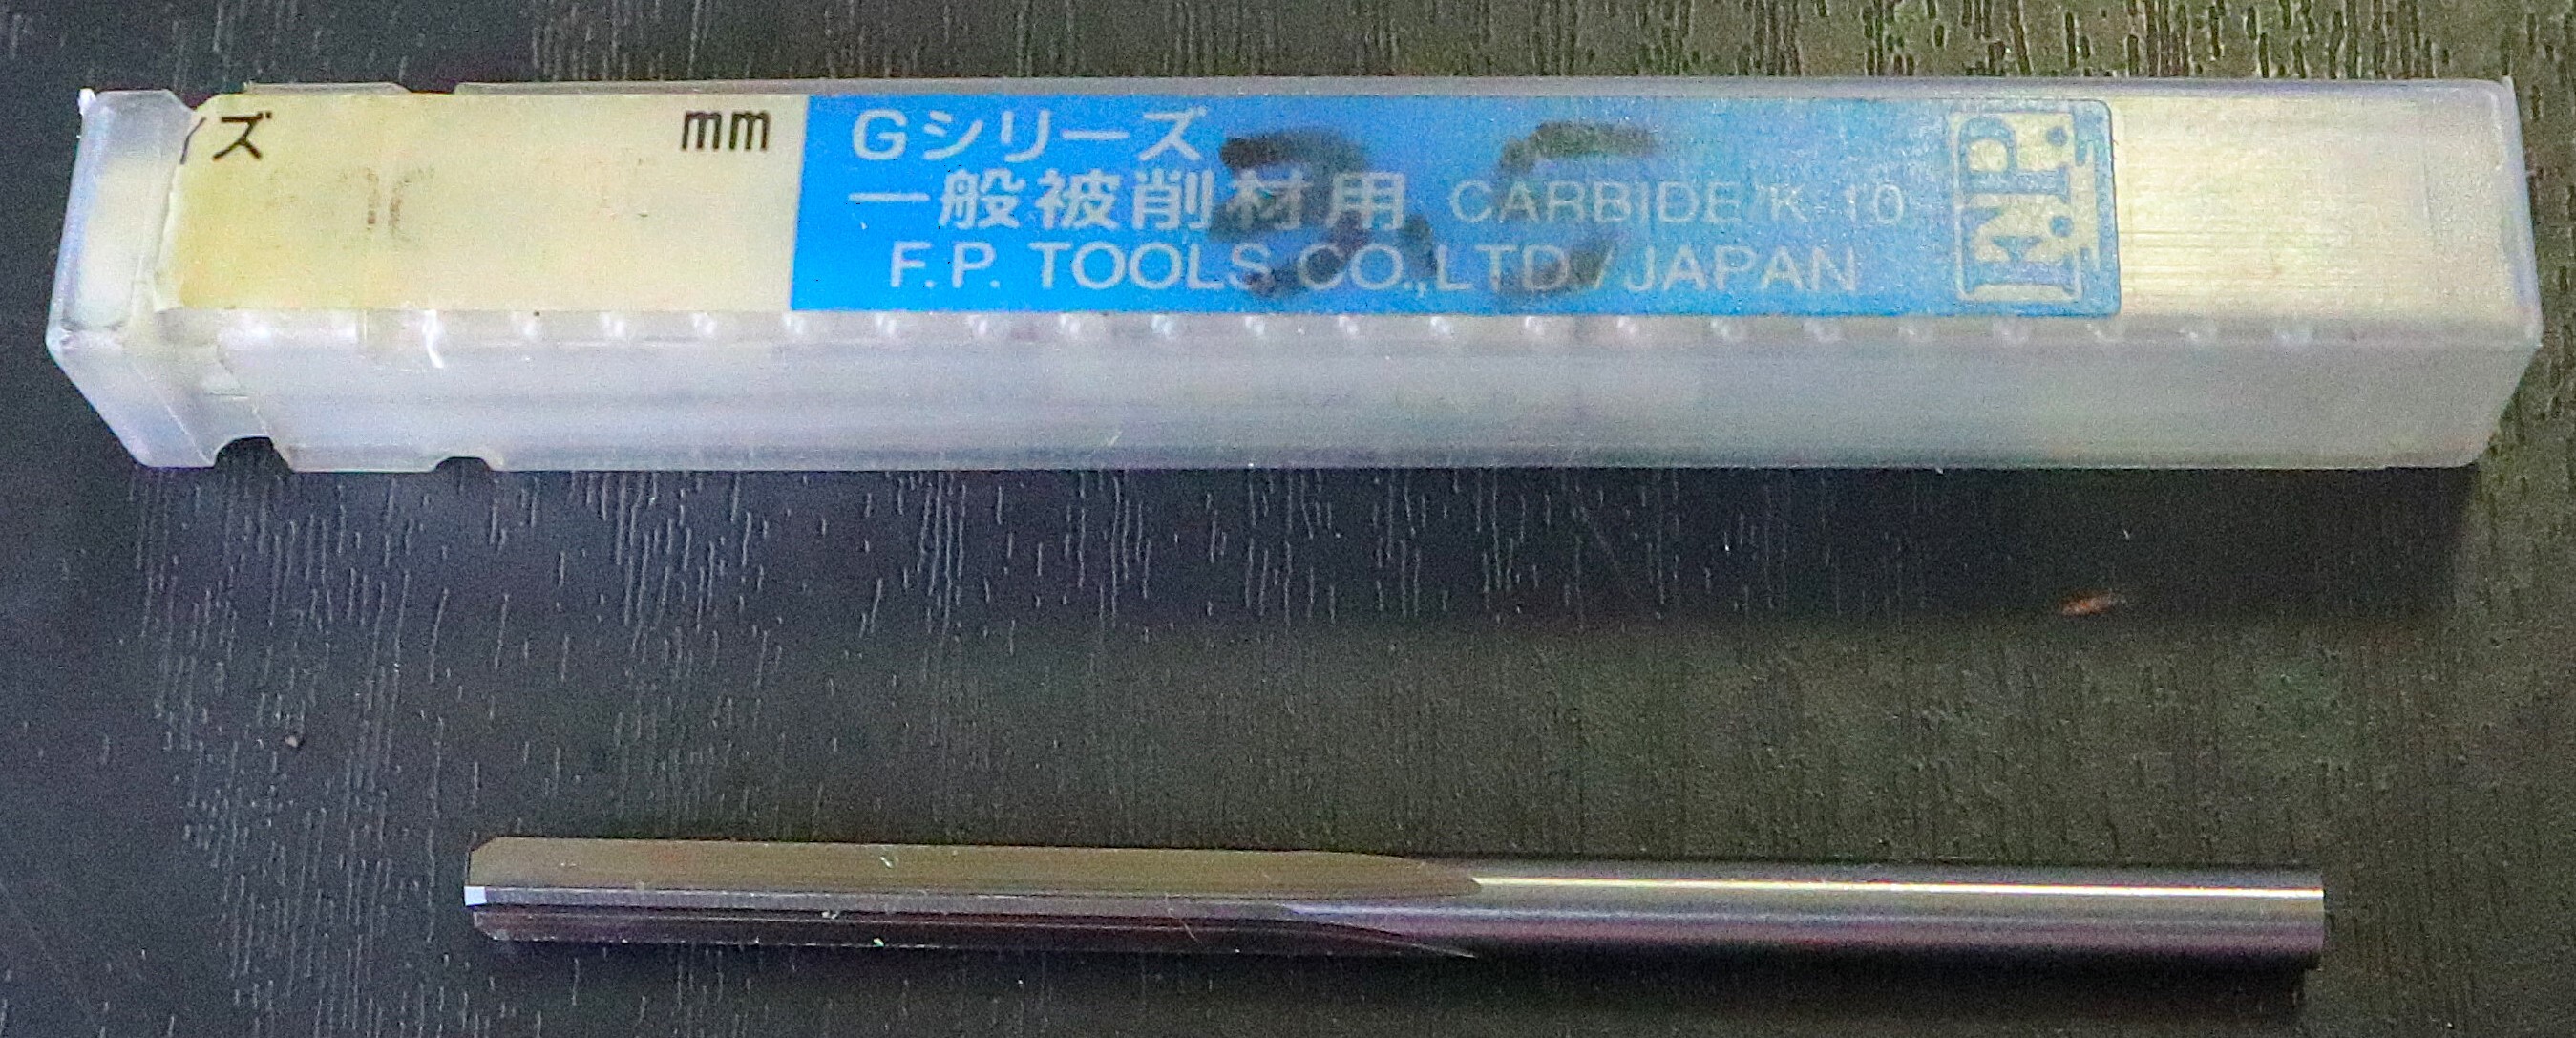 イズ mm
Gシリーズ
一般被削材用 CARBIDE/K-10
F.P. TOOLS CO.,LTD./JAPAN